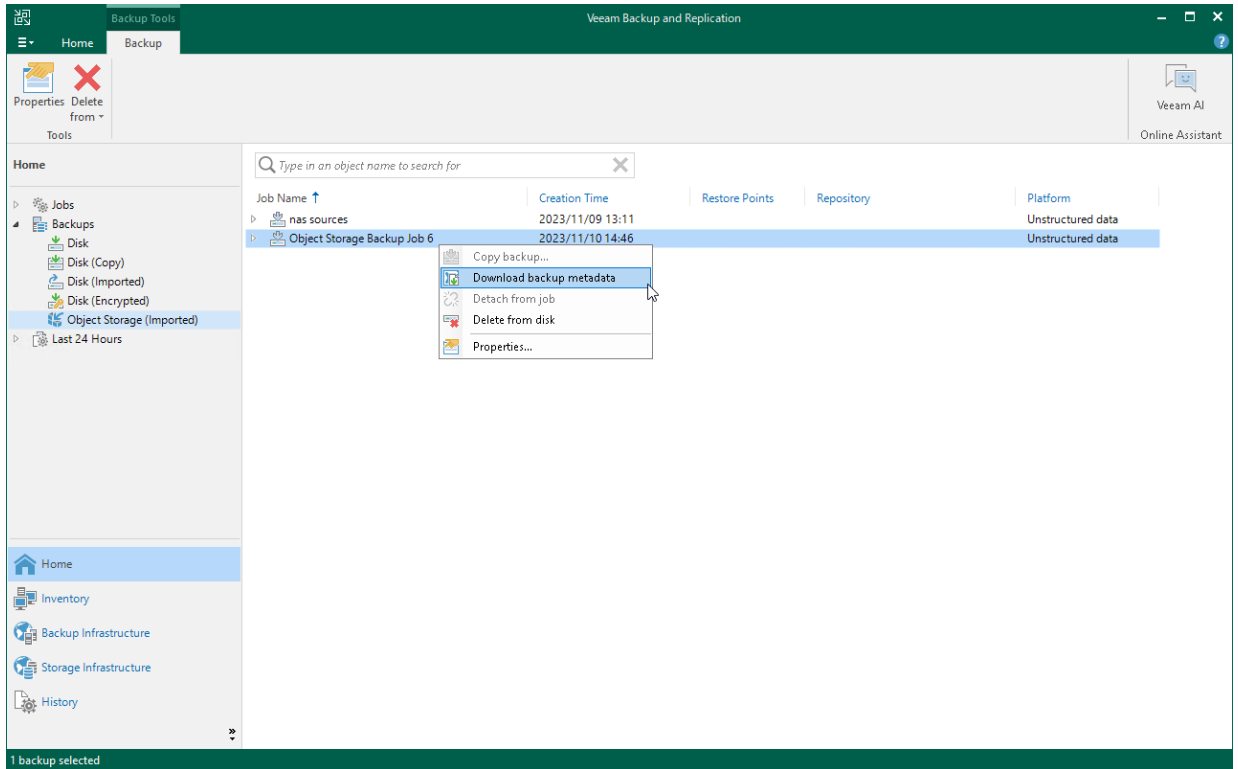 Backup Tools
Veeam Backup and Replication
Home Backup
Properties Delete from
Tools
Veeam AI
Online Assistant
Home
Type in an object name to search for
Jobs
Backups
Disk
Disk (Copy)
Disk (Imported)
Disk (Encrypted)
Object Storage (Imported)
Last 24 Hours
Job Name Creation Time Restore Points Repository Platform
nas sources 2023/11/09 13:11 Unstructured data
Object Storage Backup Job 6 2023/11/10 14:46 Unstructured data
Copy backup...
Download backup metadata
Detach from job
Delete from disk
Properties...
Home
Inventory
Backup Infrastructure
Storage Infrastructure
History
1 backup selected